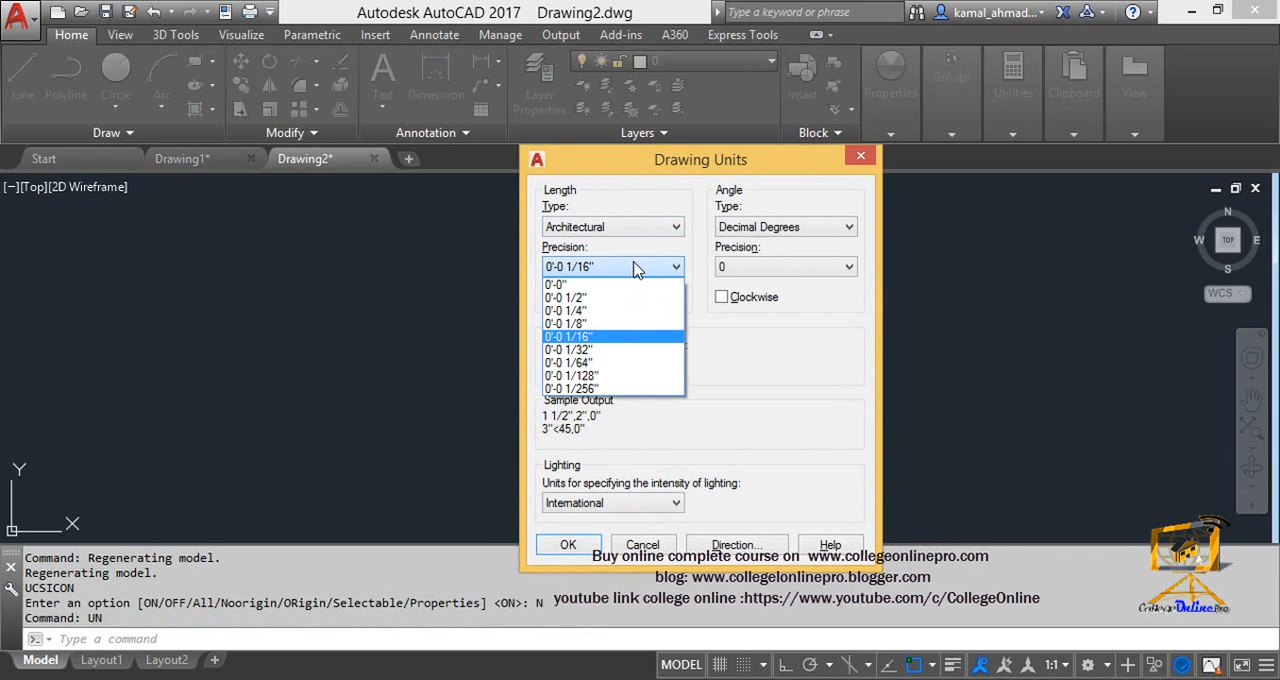 Autodesk AutoCAD 2017 Drawing2.dwg
Type a keyword or phrase
kamal_ahmad...
Home View 3D Tools Visualize Parametric Insert Annotate Manage Output Add-ins A360 Express Tools
Line Polyline Circle Arc
Text Dimension
Layer
Properties
0
Insert
Properties Groups Utilities Clipboard View
Draw Modify Annotation Layers Block
Start Drawing1* Drawing2*
[−][Top][2D Wireframe]
Drawing Units
Length
Type:
Architectural
Precision:
0'-0 1/16"
0'-0"
0'-0 1/2"
0'-0 1/4"
0'-0 1/8"
0'-0 1/16"
0'-0 1/32"
0'-0 1/64"
0'-0 1/128"
0'-0 1/256"
Angle
Type:
Decimal Degrees
Precision:
0
Clockwise
Sample Output
1 1/2",2",0"
3"<45,0"
Lighting
Units for specifying the intensity of lighting:
International
OK Cancel Direction... Help
N
W TOP E
S
WCS
Y
X
Buy online complete course on www.collegeonlinepro.com
blog: www.collegelonlinepro.blogger.com
youtube link college online :https://www.youtube.com/c/CollegeOnline
College Online Pro
Command: Regenerating model.
Regenerating model.
UCSICON
Enter an option [ON/OFF/All/Noorigin/ORigin/Selectable/Properties] <ON>: N
Command: UN
Type a command
Model Layout1 Layout2
MODEL 1:1